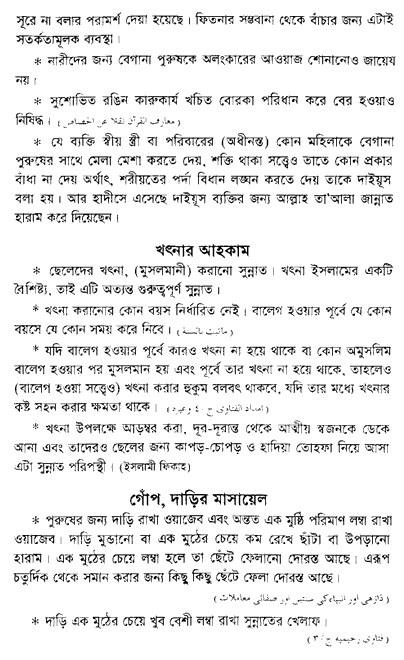 সূরে না বলার পরামর্শ দেয়া হয়েছে। ফিতনার সম্ভবানা থেকে বাঁচার জন্য এটাই
সতর্কতামূলক ব্যবস্থা।
* নারীদের জন্য বেগানা পুরুষকে অলংকারের আওয়াজ শোনানোও জায়েয
নয়।
* সুশোভিত রঙিন কারুকার্য খচিত বোরকা পরিধান করে বের হওয়াও
নিষিদ্ধ। (معارف القرآن نقلا عن الجصاص)
* যে ব্যক্তি স্বীয় স্ত্রী বা পরিবারের (অধীনস্ত) কোন মহিলাকে বেগানা
পুরুষের সাথে মেলা মেশা করতে দেয়, শক্তি থাকা সত্ত্বেও তাতে কোন প্রকার
বাঁধা না দেয় অর্থাৎ, শরীয়তের পর্দা বিধান লঙ্ঘন করতে দেয় তাকে দাইয়ূস
বলা হয়। আর হাদীসে এসেছে দাইয়ূস ব্যক্তির জন্য আল্লাহ তা'আলা জান্নাত
হারাম করে দিয়েছেন।
খৎনার আহকাম
* ছেলেদের খৎনা, (মুসলমানী) করানো সুন্নাত। খৎনা ইসলামের একটি
বৈশিষ্ট্য, তাই এটি অত্যন্ত গুরুত্বপূর্ণ সুন্নাত।
* খৎনা করানোর কোন বয়স নির্ধারিত নেই। বালেগ হওয়ার পূর্বে যে কোন
বয়সে যে কোন সময় করে নিবে। (ماثبت بالسنة)
* যদি বালেগ হওয়ার পূর্বে কারও খৎনা না হয়ে থাকে বা কোন অমুসলিম
বালেগ হওয়ার পর মুসলমান হয় এবং পূর্বে তার খৎনা না হয়ে থাকে, তাহলেও
(বালেগ হওয়া সত্ত্বেও) খৎনা করার হুকুম বলবৎ থাকবে, যদি তার মধ্যে খৎনার
কষ্ট সহন করার ক্ষমতা থাকে। (امداد الفتاوى ج ٤ وغيره)
* খৎনা উপলক্ষে আড়ম্বর করা, দূর-দূরান্ত থেকে আত্মীয় স্বজনকে ডেকে
আনা এবং তাদেরও ছেলের জন্য কাপড়-চোপড় ও হাদিয়া তোহফা নিয়ে আসা
এটা সুন্নাত পরিপন্থী। (ইসলামী ফিকাহ)
গোঁপ, দাড়ির মাসায়েল
* পুরুষের জন্য দাড়ি রাখা ওয়াজেব এবং অন্তত এক মুষ্ঠি পরিমাণ লম্বা রাখা
ওয়াজেব। দাড়ি মুন্ডানো বা এক মুঠের চেয়ে কম রেখে ছাঁটা বা উপড়ানো
হারাম। এক মুঠের চেয়ে লম্বা হলে তা ছেঁটে ফেলানো দোরস্ত আছে। এরূপ
চতুর্দিক থেকে সমান করার জন্য কিছু কিছু ছেঁটে ফেলা দোরস্ত আছে।
(ڈاڑھی اور انبیاء کی سنتیں اور صفائی معاملات)
* দাড়ি এক মুঠের চেয়ে খুব বেশী লম্বা রাখা সুন্নাতের খেলাফ।
(فتاوى رحيميه ج/٣)